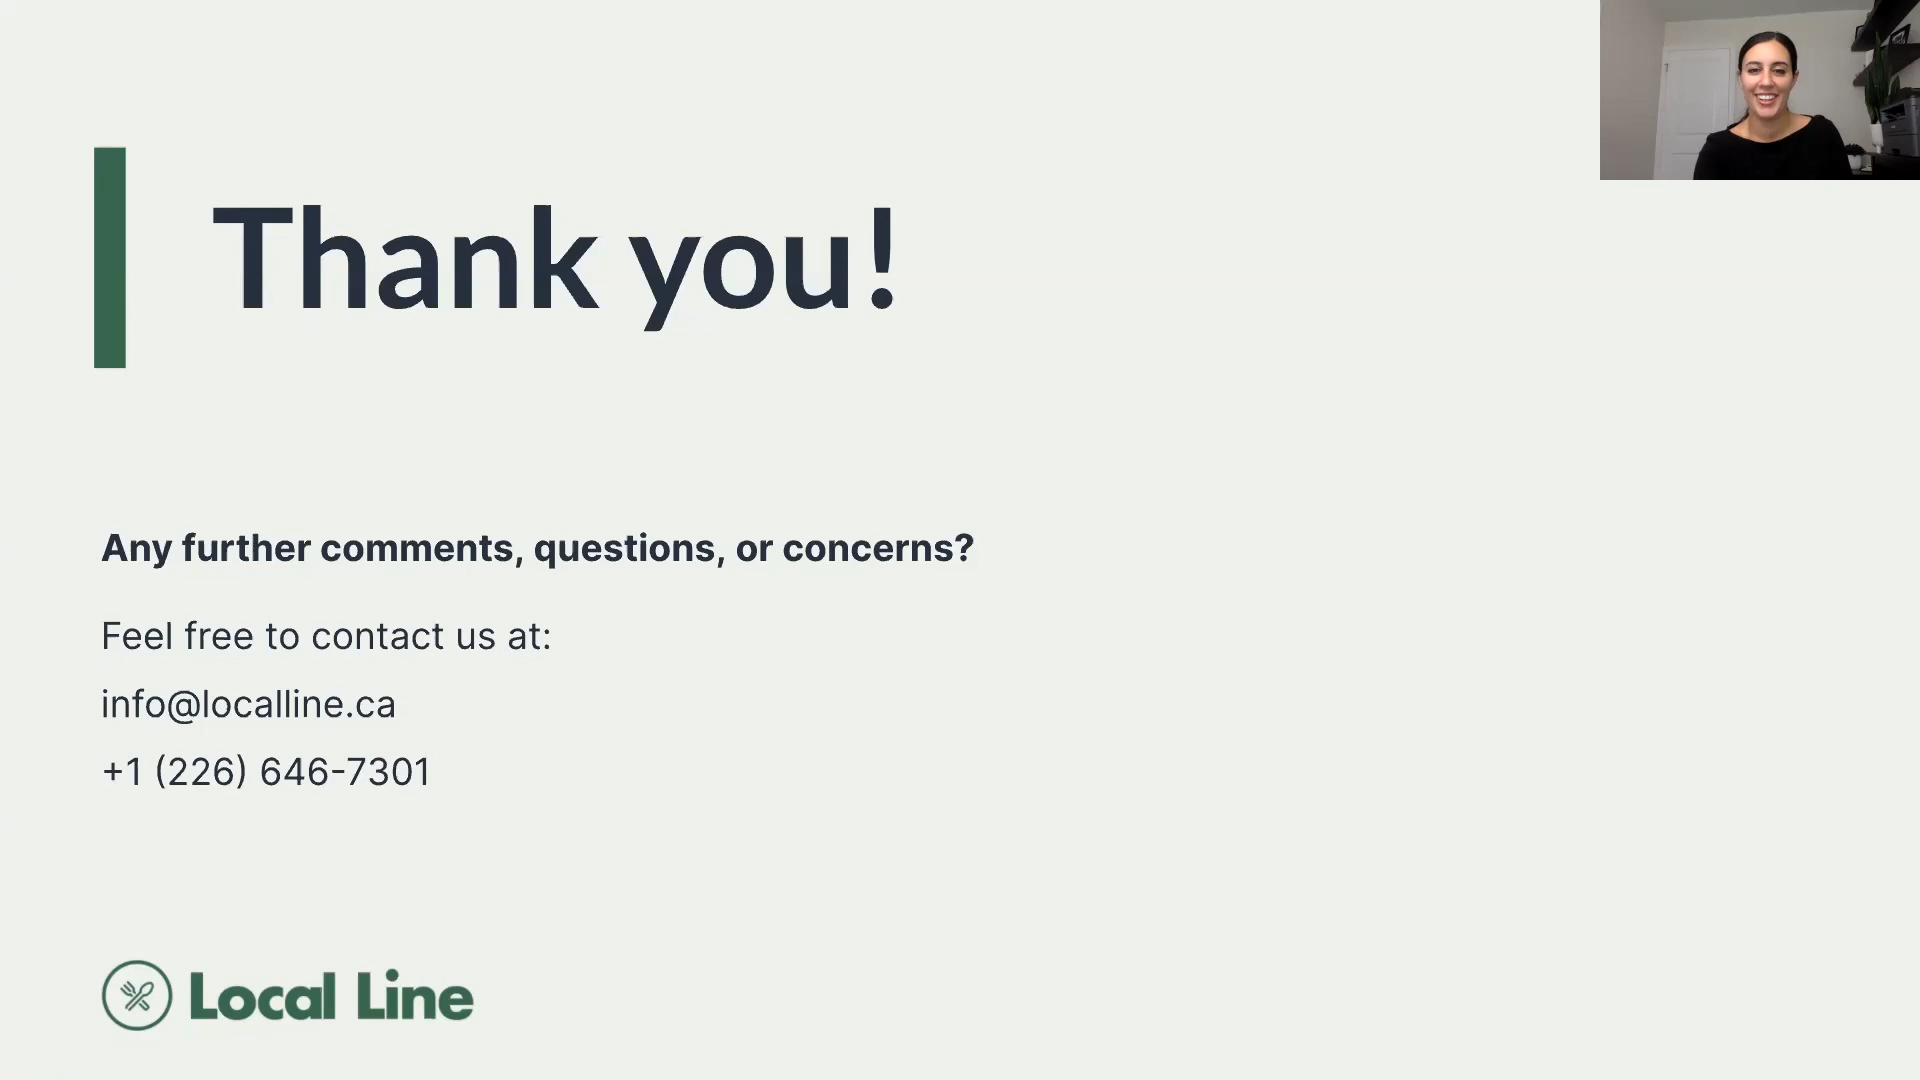 Thank you!
Any further comments, questions, or concerns?
Feel free to contact us at:
info@localline.ca
+1 (226) 646-7301
Local Line